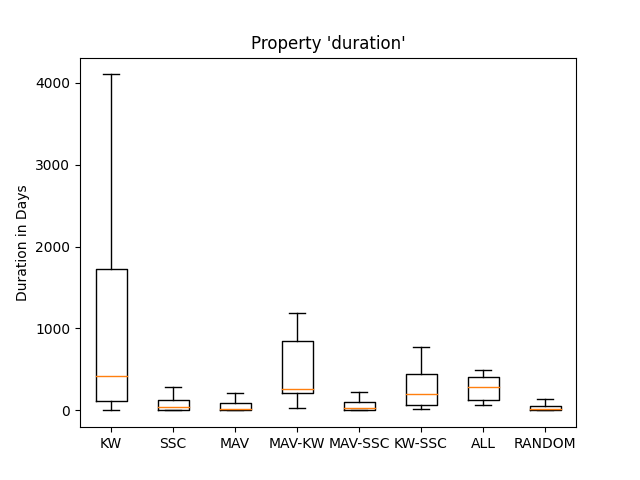 Property 'duration'
Duration in Days
4000
3000
2000
1000
0
KW SSC MAV MAV-KW MAV-SSC KW-SSC ALL RANDOM